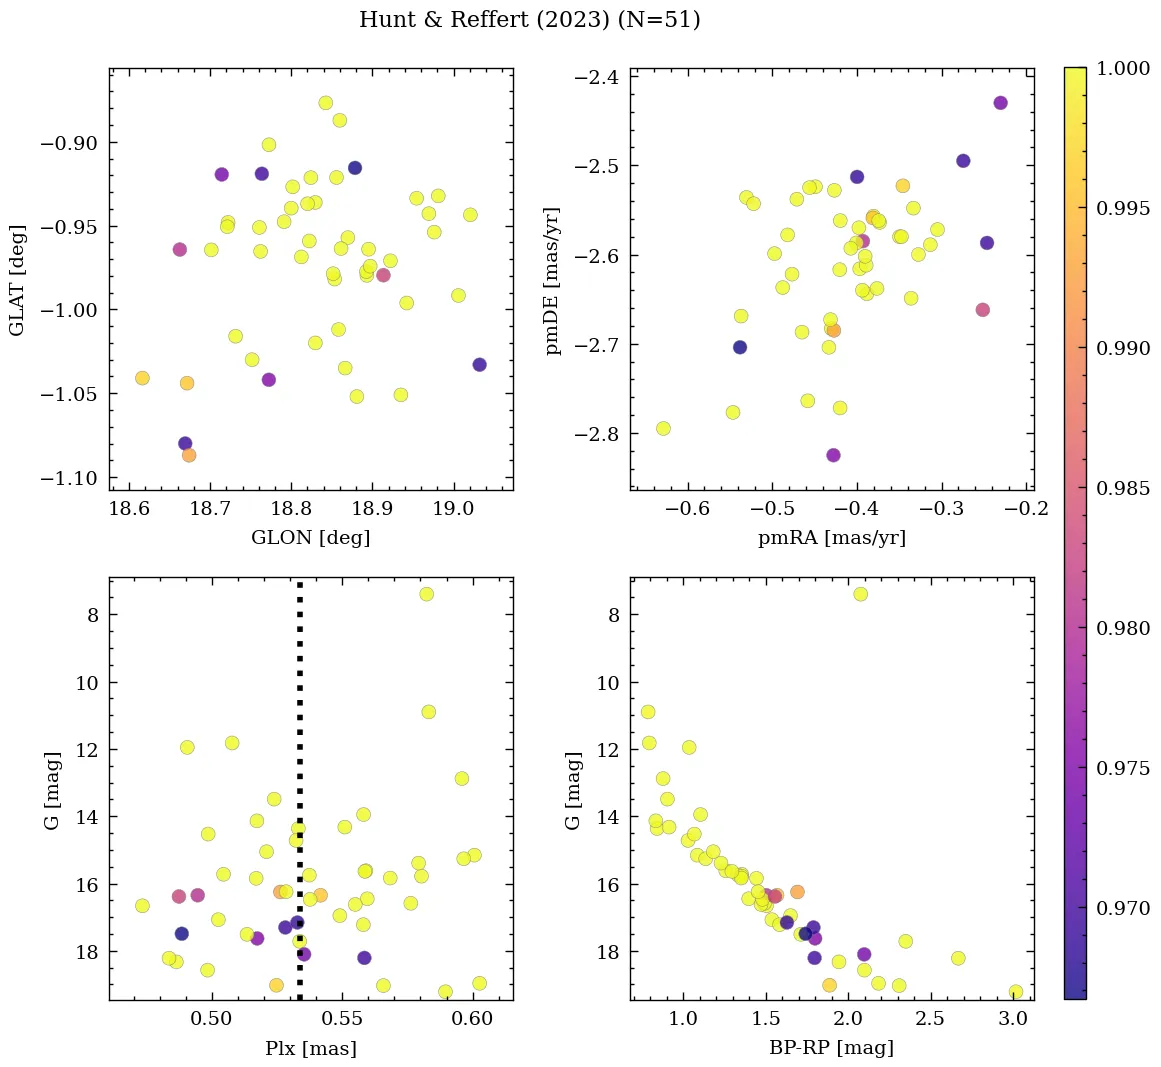 Hunt & Reffert (2023) (N=51)
−0.90
−0.95
−1.00
−1.05
−1.10
GLAT [deg]
18.6 18.7 18.8 18.9 19.0
GLON [deg]
−2.4
−2.5
−2.6
−2.7
−2.8
pmDE [mas/yr]
−0.6 −0.5 −0.4 −0.3 −0.2
pmRA [mas/yr]
8
10
12
14
16
18
G [mag]
0.50 0.55 0.60
Plx [mas]
8
10
12
14
16
18
G [mag]
1.0 1.5 2.0 2.5 3.0
BP-RP [mag]
1.000
0.995
0.990
0.985
0.980
0.975
0.970